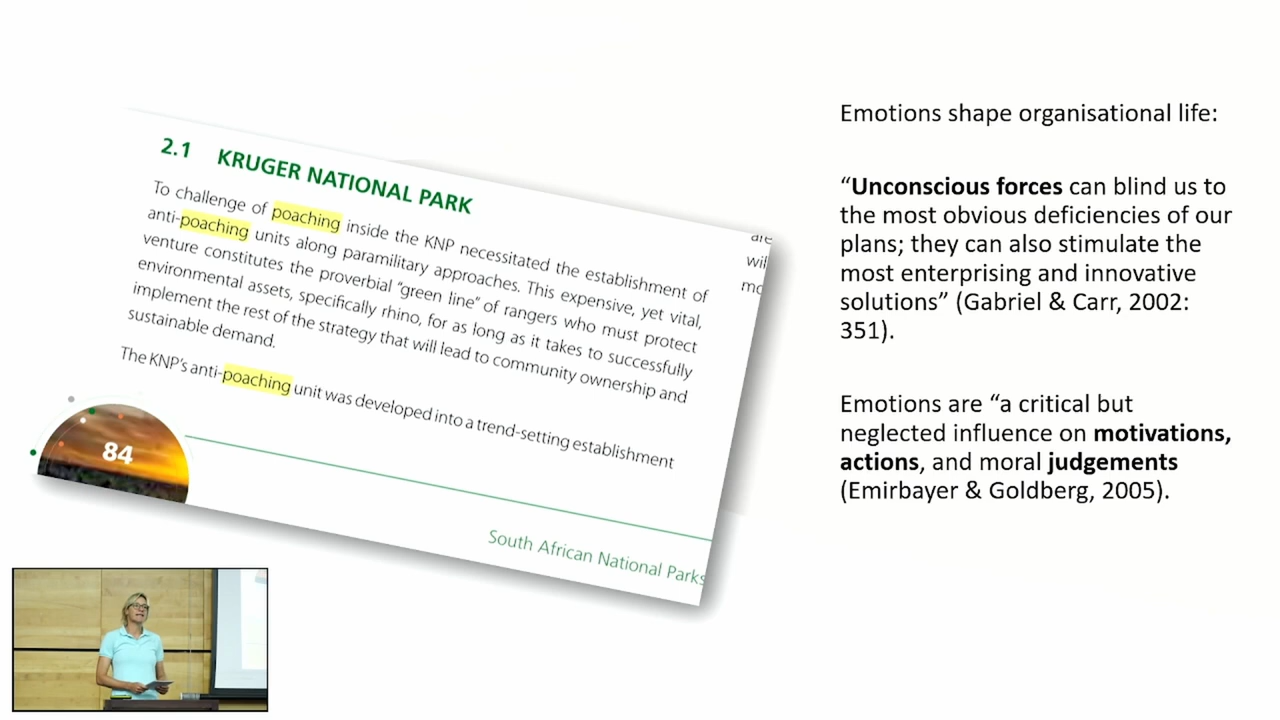 2.1 KRUGER NATIONAL PARK
To challenge of poaching inside the KNP necessitated the establishment of
anti-poaching units along paramilitary approaches. This expensive, yet vital,
venture constitutes the proverbial "green line" of rangers who must protect
environmental assets, specifically rhino, for as long as it takes to successfully
implement the rest of the strategy that will lead to community ownership and
sustainable demand.
The KNP's anti-poaching unit was developed into a trend-setting establishment
84
South African National Parks
are
wil
mo
Emotions shape organisational life:
“Unconscious forces can blind us to
the most obvious deficiencies of our
plans; they can also stimulate the
most enterprising and innovative
solutions” (Gabriel & Carr, 2002:
351).
Emotions are “a critical but
neglected influence on motivations,
actions, and moral judgements
(Emirbayer & Goldberg, 2005).